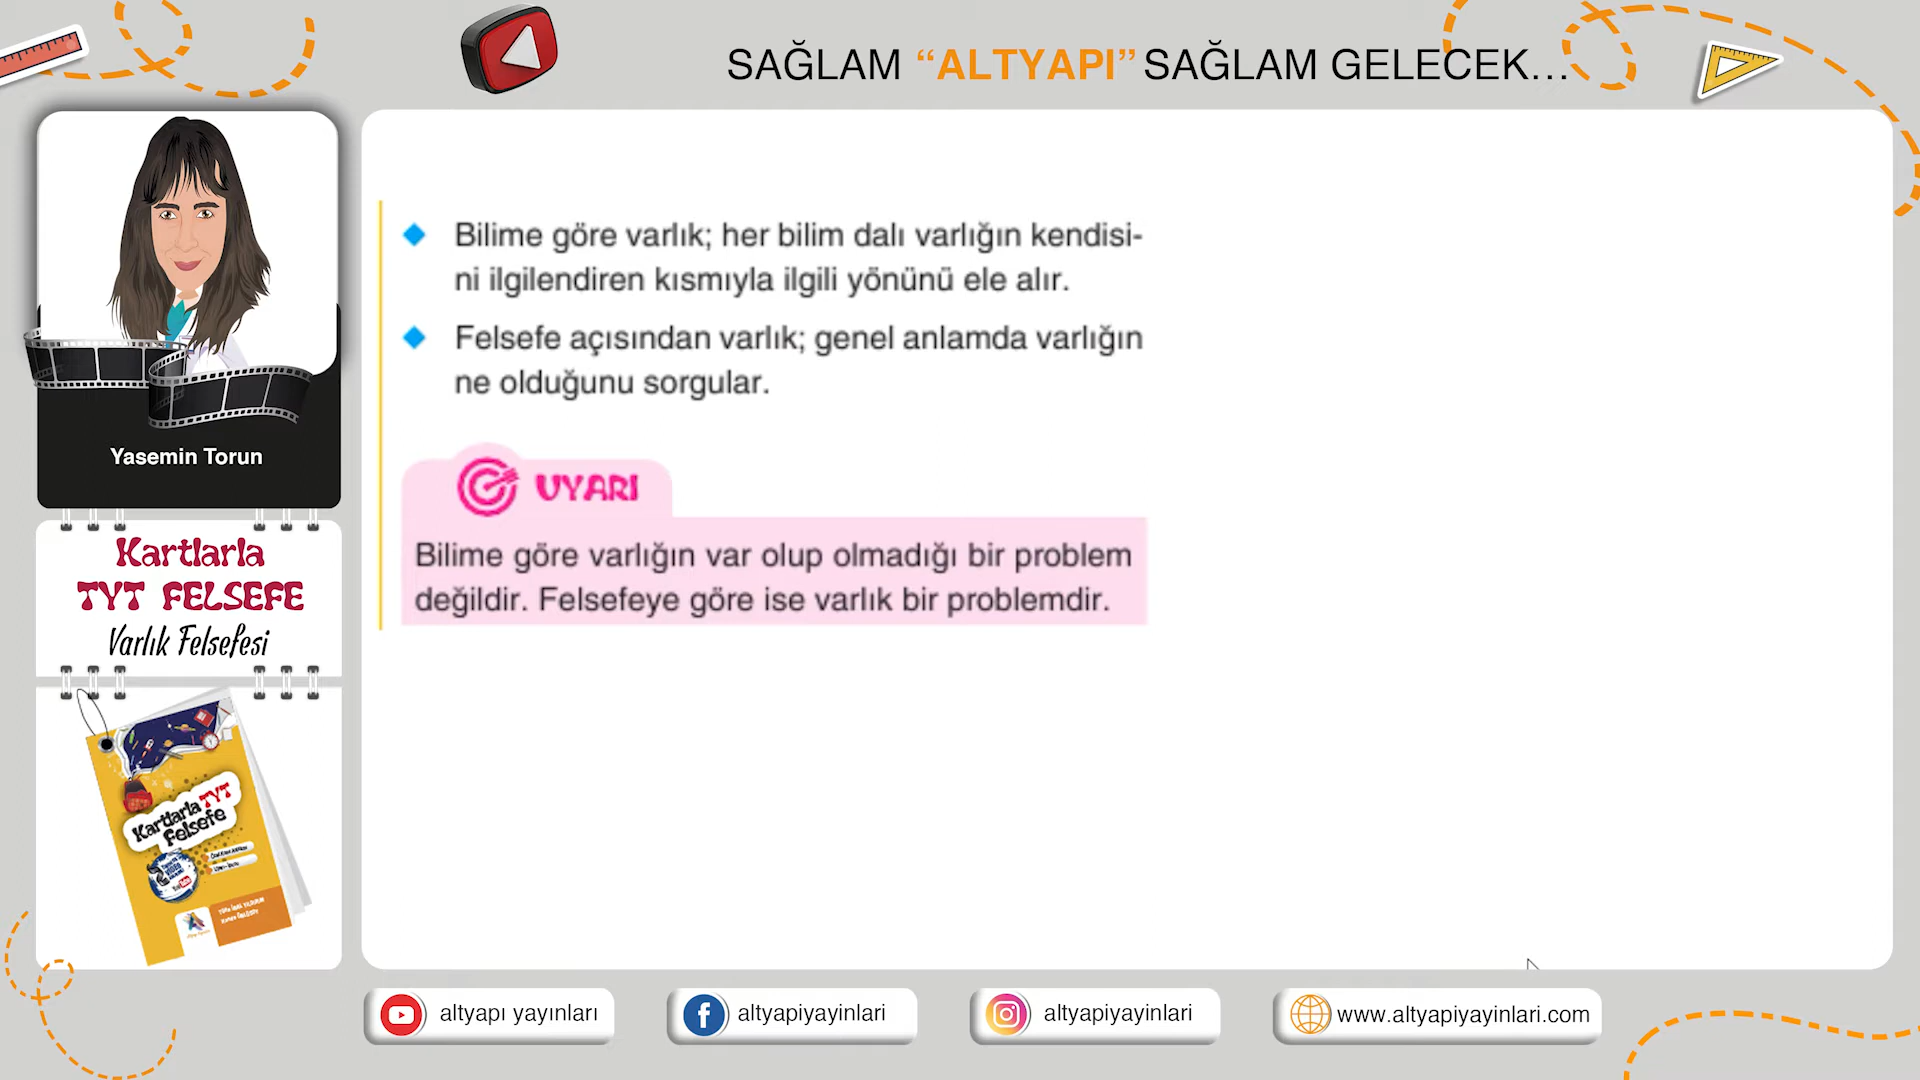 SAĞLAM “ALTYAPI” SAĞLAM GELECEK...
Yasemin Torun
Kartlarla
TYT FELSEFE
Varlık Felsefesi
Kartlarla TYT
Felsefe
Bilime göre varlık; her bilim dalı varlığın kendisi-
ni ilgilendiren kısmıyla ilgili yönünü ele alır.
Felsefe açısından varlık; genel anlamda varlığın
ne olduğunu sorgular.
UYARI
Bilime göre varlığın var olup olmadığı bir problem
değildir. Felsefeye göre ise varlık bir problemdir.
altyapı yayınları
altyapiyayinlari
altyapiyayinlari
www.altyapiyayinlari.com